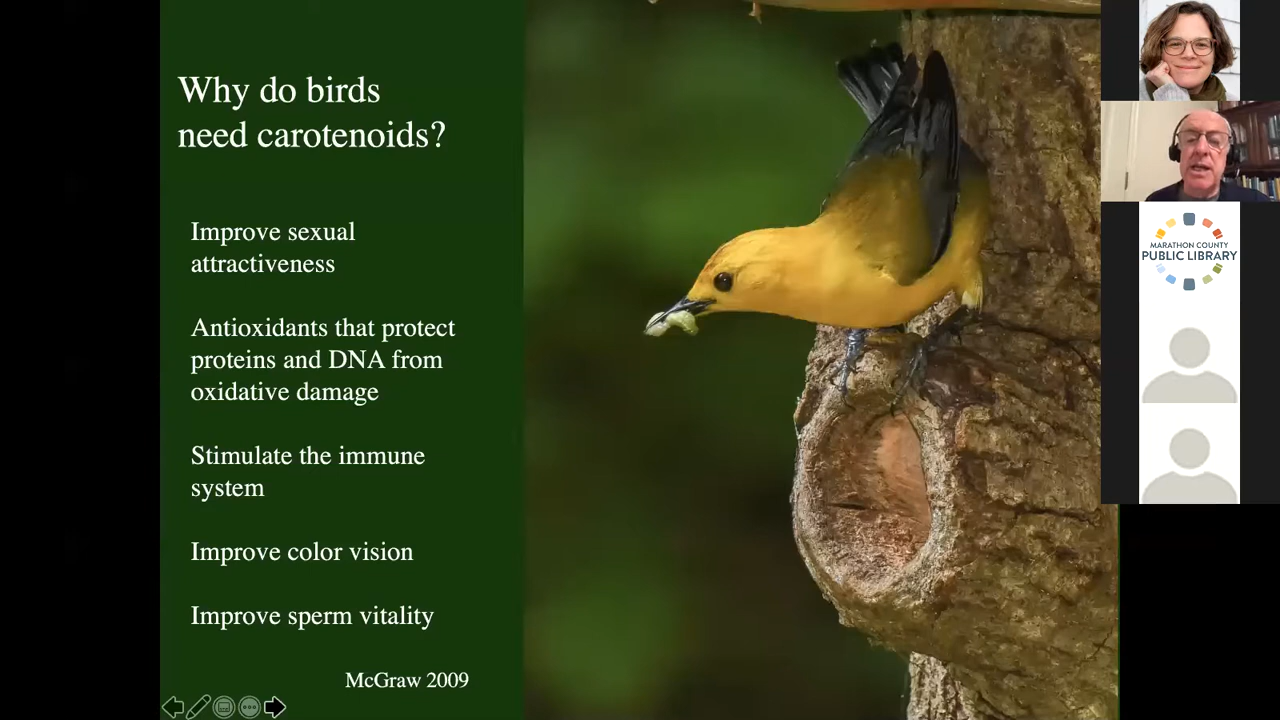 Why do birds
need carotenoids?
Improve sexual
attractiveness
Antioxidants that protect
proteins and DNA from
oxidative damage
Stimulate the immune
system
Improve color vision
Improve sperm vitality
McGraw 2009
MARATHON COUNTY
PUBLIC LIBRARY